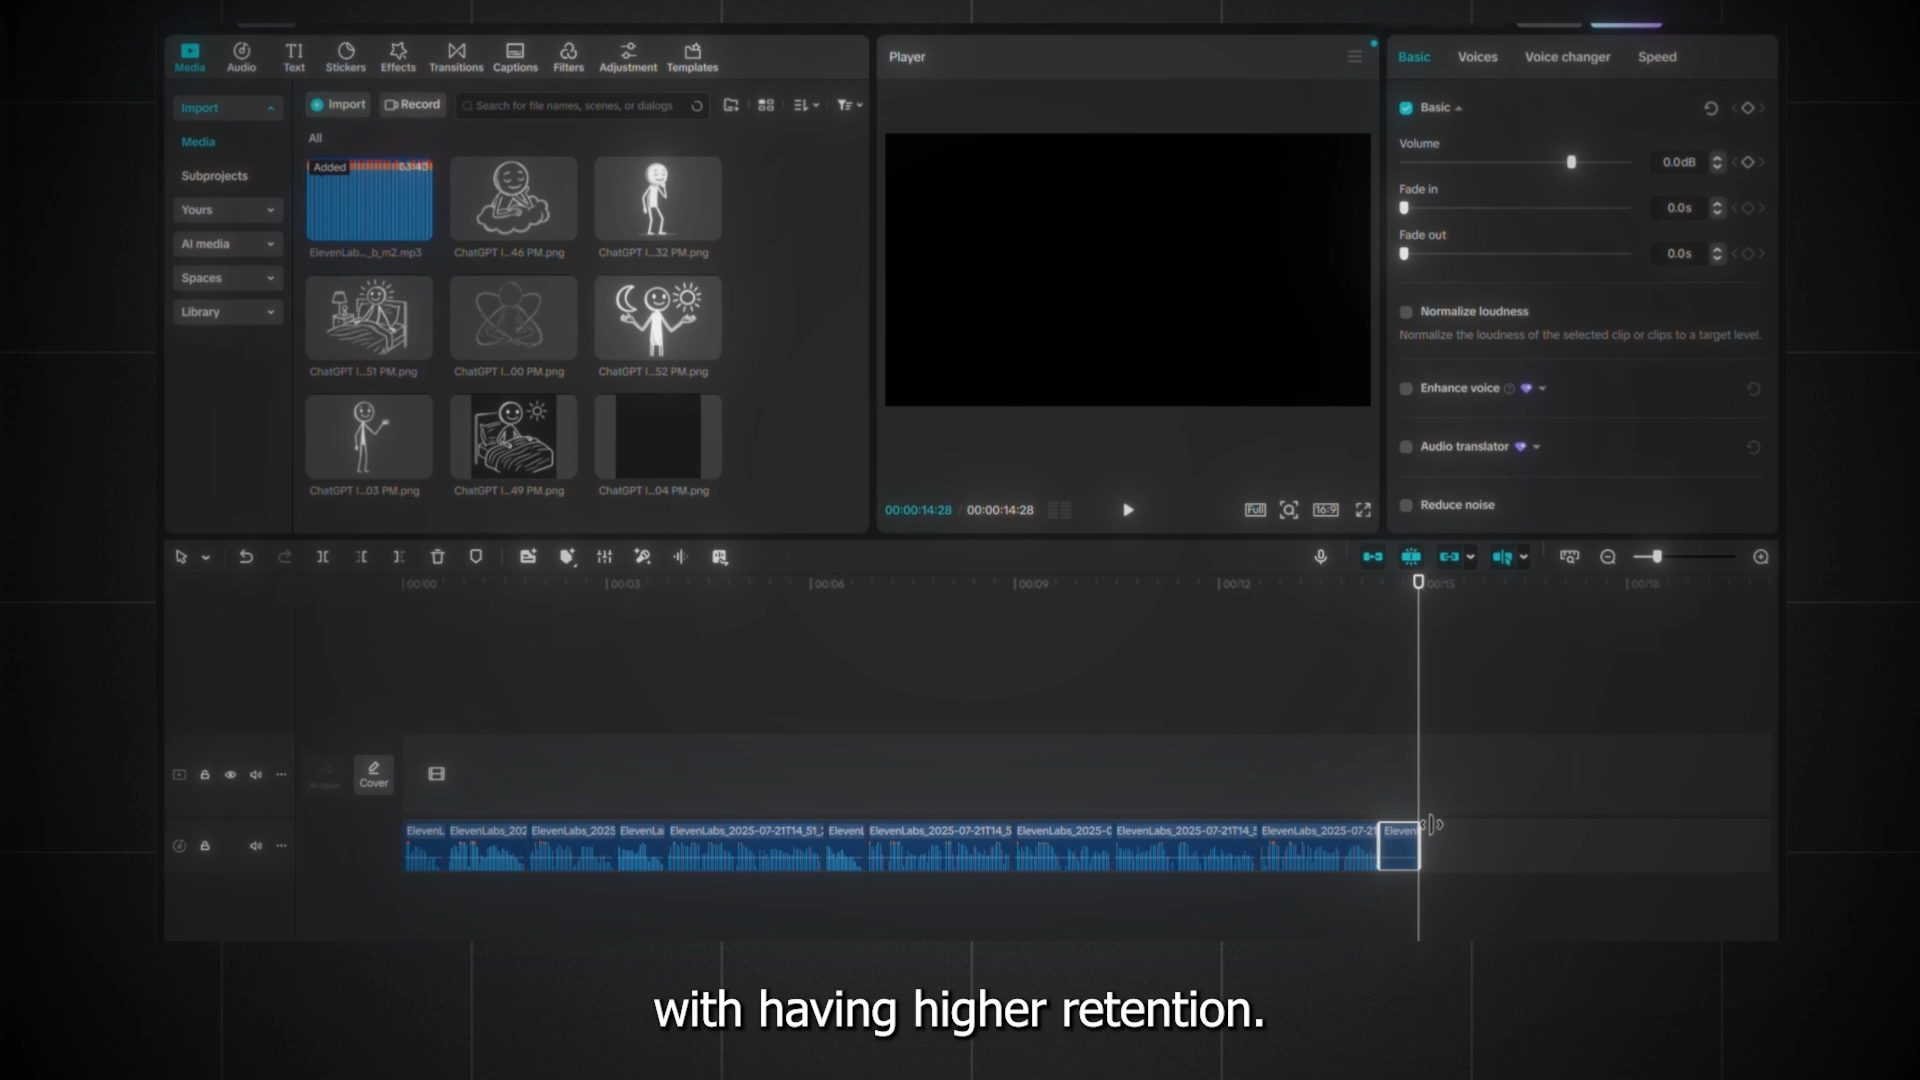 Media Audio Text Stickers Effects Transitions Captions Filters Adjustment Templates
Import
Media
Subprojects
Yours
AI media
Spaces
Library
Import Record Search for file names, scenes, or dialogs
All
Added 03:43
ElevenLab..._b_m2.mp3 ChatGPT I...46 PM.png ChatGPT I...32 PM.png
ChatGPT I...51 PM.png ChatGPT I...00 PM.png ChatGPT I...52 PM.png
ChatGPT I...03 PM.png ChatGPT I...49 PM.png ChatGPT I...04 PM.png
Player
00:00:14:28 / 00:00:14:28
Full 16:9
Basic Voices Voice changer Speed
Basic
Volume
0.0dB
Fade in
0.0s
Fade out
0.0s
Normalize loudness
Normalize the loudness of the selected clip or clips to a target level.
Enhance voice
Audio translator
Reduce noise
00:00 00:03 00:06 00:09 00:12 00:15 00:18
Cover
ElevenL ElevenLabs_202 ElevenLabs_2025 ElevenLa ElevenLabs_2025-07-21T14_51_ ElevenL ElevenLabs_2025-07-21T14_5 ElevenLabs_2025-0 ElevenLabs_2025-07-21T14_5 ElevenLabs_2025-07-21 Eleven
with having higher retention.